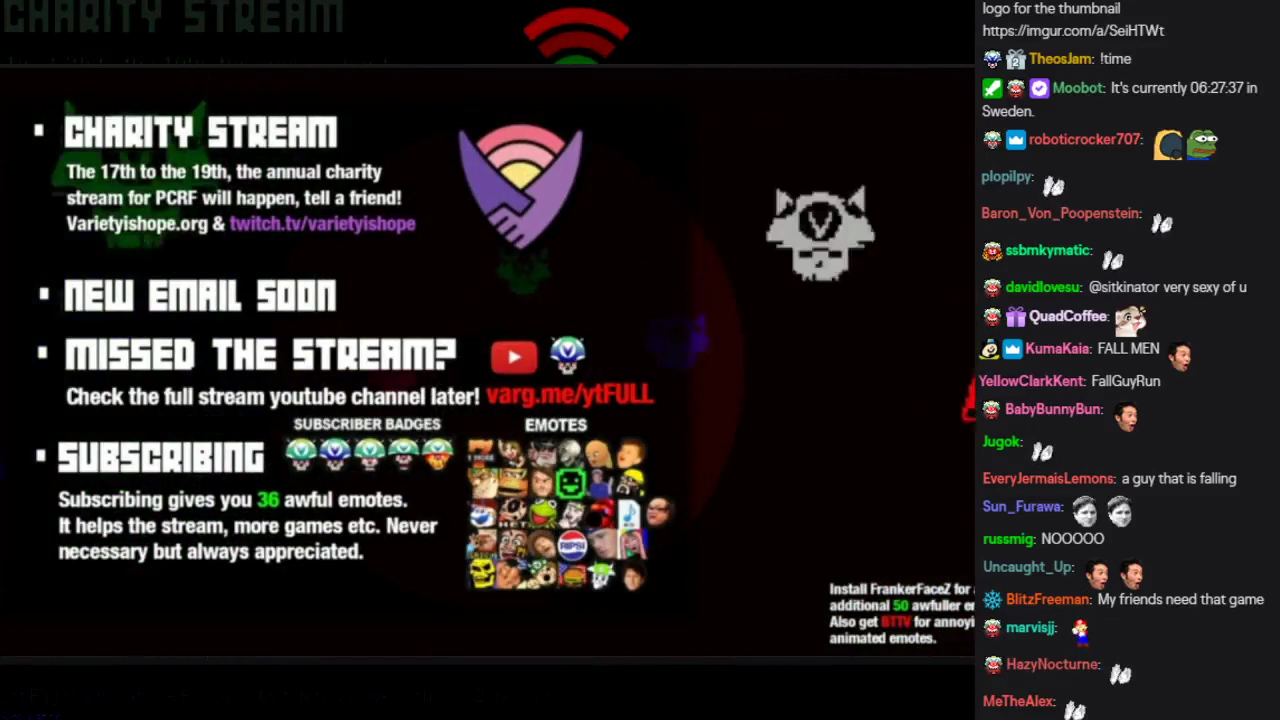 CHARITY STREAM
CHARITY STREAM
The 17th to the 19th, the annual charity
stream for PCRF will happen, tell a friend!
Varietyishope.org & twitch.tv/varietyishope
NEW EMAIL SOON
MISSED THE STREAM?
Check the full stream youtube channel later! varg.me/ytFULL
SUBSCRIBER BADGES
EMOTES
SUBSCRIBING
Subscribing gives you 36 awful emotes.
It helps the stream, more games etc. Never
necessary but always appreciated.
PEPSI
Install FrankerFaceZ for
additional 50 awfuller
Also get BTTV for
animated emotes.
logo for the thumbnail
https://imgur.com/a/SeiHTWt
2 TheosJam: !time
Moobot: It's currently 06:27:37 in
Sweden.
roboticrocker707:
plopilpy:
Baron_Von_Poopenstein:
ssbmkymatic:
davidlovesu: @sitkinator very sexy of u
QuadCoffee:
KumaKaia: FALL MEN
YellowClarkKent: FallGuyRun
BabyBunnyBun:
Jugok:
EveryJermaisLemons: a guy that is falling
Sun_Furawa:
russmig: NOOOOO
Uncaught_Up:
BlitzFreeman: My friends need that game
marvisjj:
HazyNocturne:
MeTheAlex: